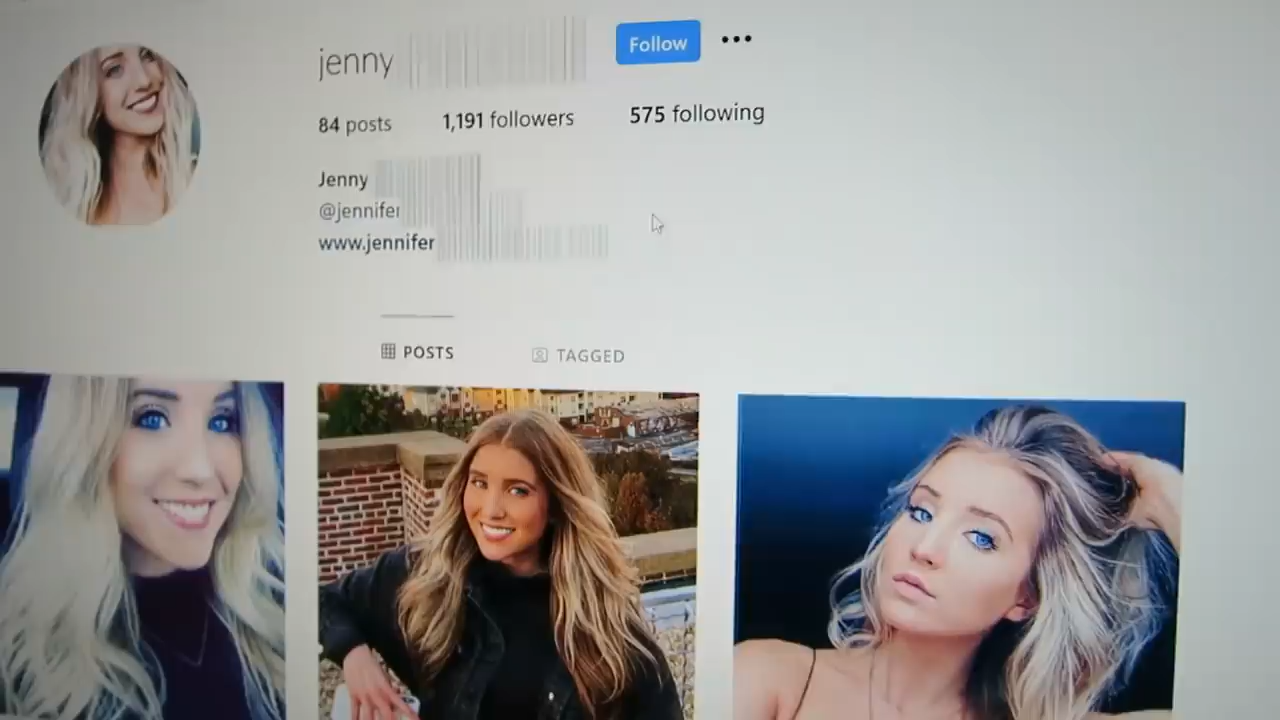 jenny
Follow
84 posts 1,191 followers 575 following
Jenny
@jennifer
www.jennifer
POSTS TAGGED